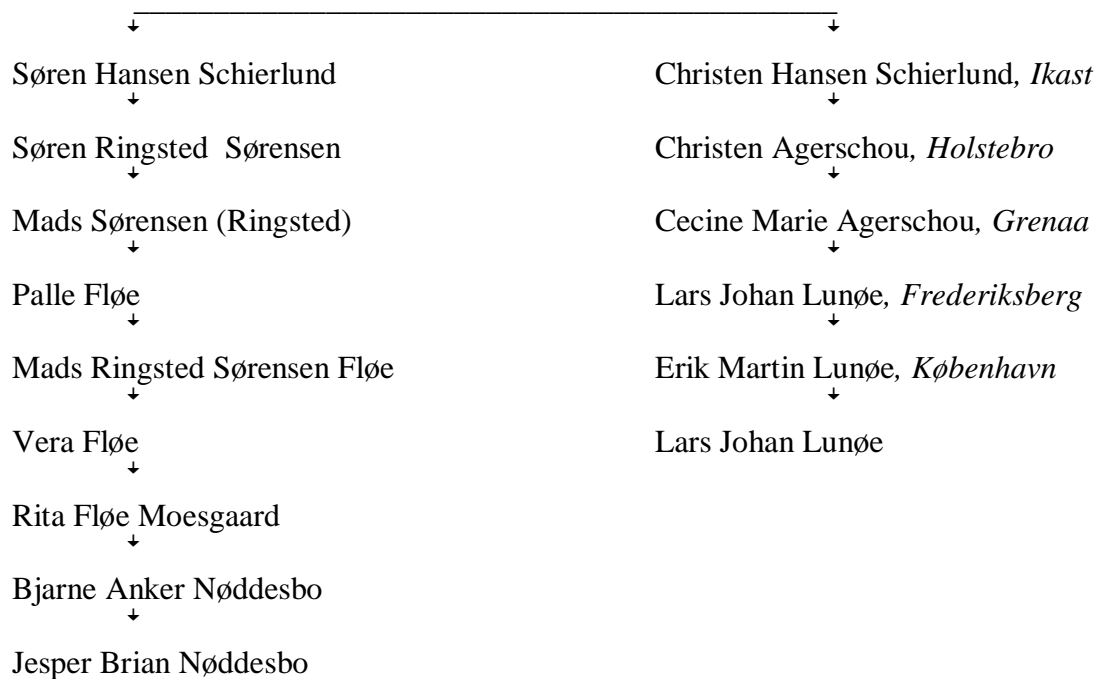 Søren Hansen Schierlund
Christen Hansen Schierlund, Ikast
Søren Ringsted  Sørensen
Christen Agerschou, Holstebro
Mads Sørensen (Ringsted)
Cecine Marie Agerschou, Grenaa
Palle Fløe
Lars Johan Lunøe, Frederiksberg
Mads Ringsted Sørensen Fløe
Erik Martin Lunøe, København
Vera Fløe
Lars Johan Lunøe
Rita Fløe Moesgaard
Bjarne Anker Nøddesbo
Jesper Brian Nøddesbo